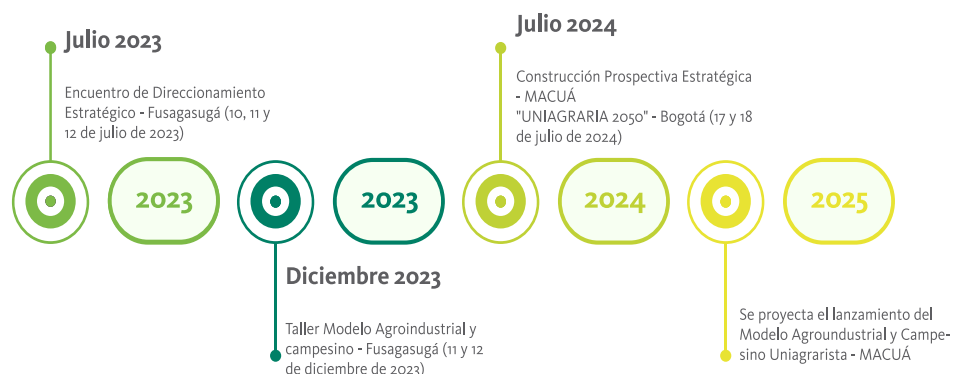 Julio 2023
Encuentro de Direccionamiento
Estratégico - Fusagasugá (10, 11 y
12 de julio de 2023)
Julio 2024
Construcción Prospectiva Estratégica
- MACUÁ
"UNIAGRARIA 2050" - Bogotá (17 y 18
de julio de 2024)
2023
2023
2024
2025
Diciembre 2023
Taller Modelo Agroindustrial y
campesino - Fusagasugá (11 y 12
de diciembre de 2023)
Se proyecta el lanzamiento del
Modelo Agroundustrial y Campe-
sino Uniagrarista - MACUÁ